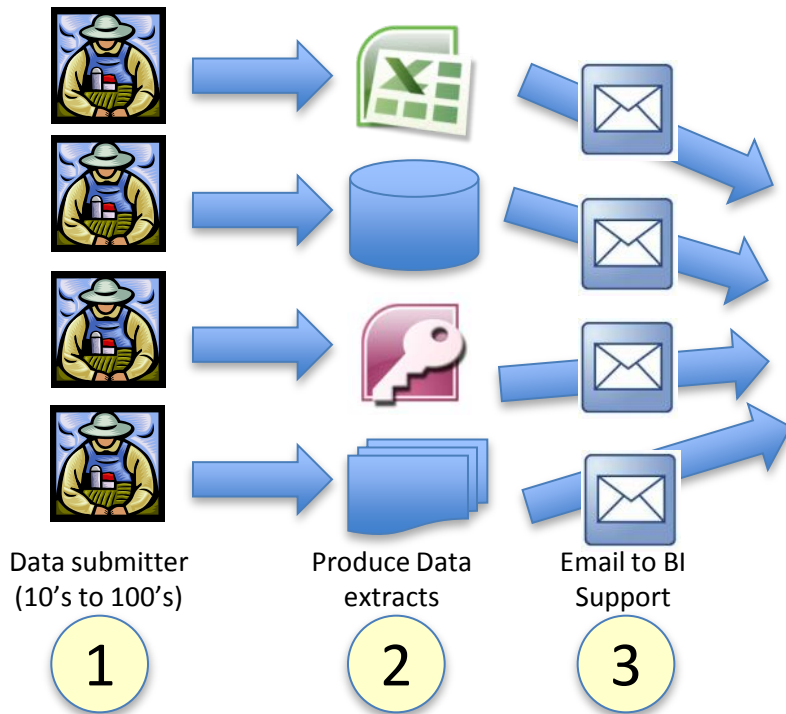 Data submitter
(10's to 100's)
Produce Data
extracts
Email to BI
Support
1
2
3